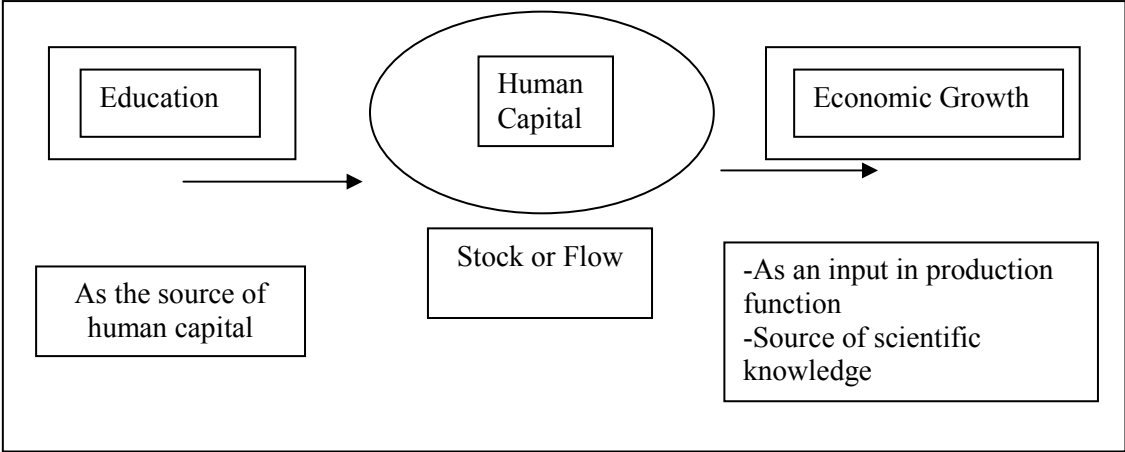 Education
Human
Capital
Economic Growth
Stock or Flow
As the source of
human capital
-As an input in production
function
-Source of scientific
knowledge